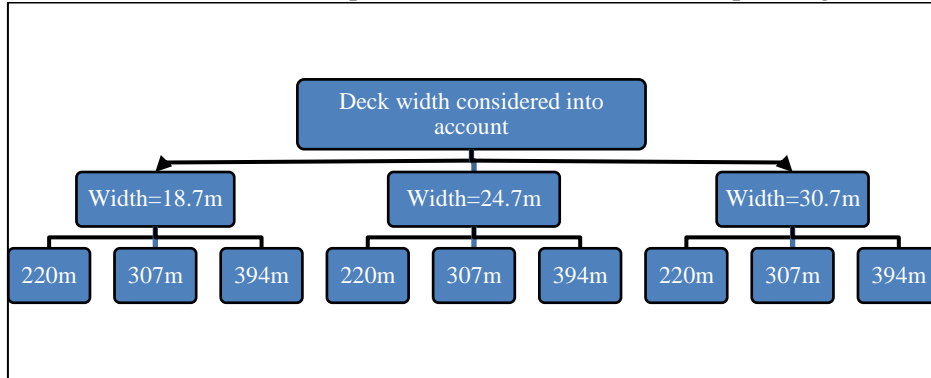 Deck width considered into
account
Width=18.7m
Width=24.7m
Width=30.7m
220m
307m
394m
220m
307m
394m
220m
307m
394m